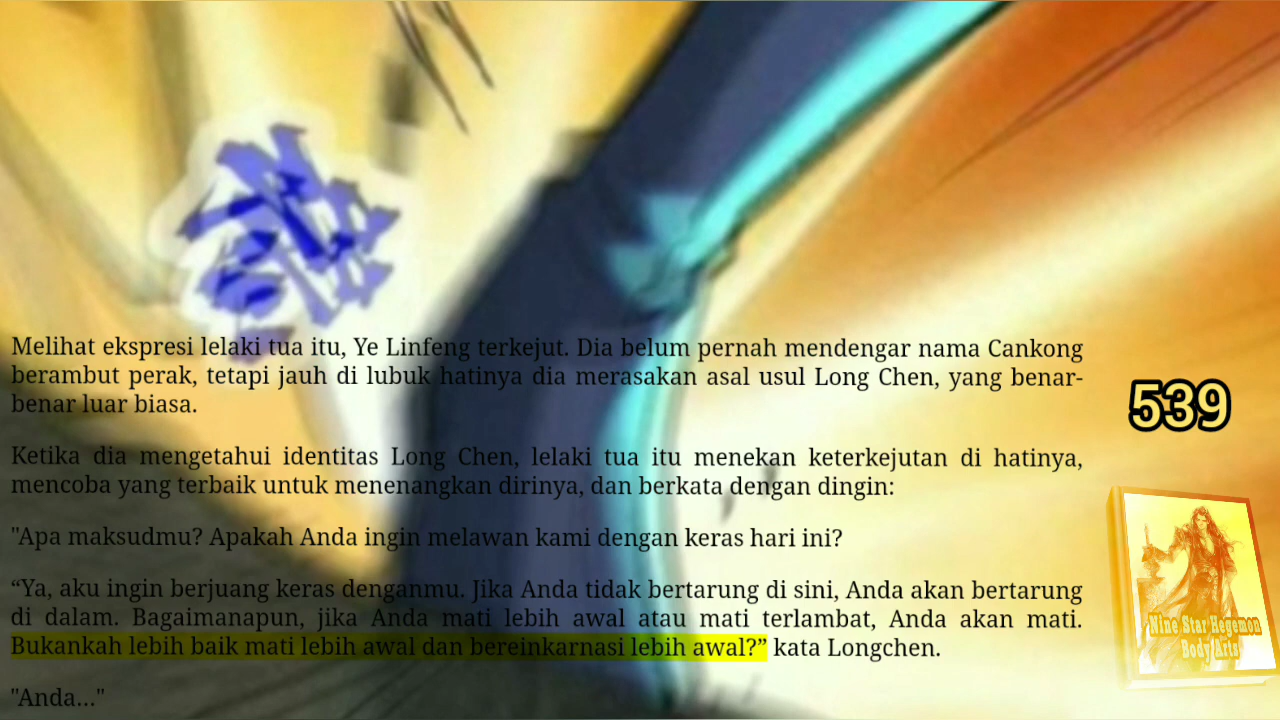 Melihat ekspresi lelaki tua itu, Ye Linfeng terkejut. Dia belum pernah mendengar nama Cankong
berambut perak, tetapi jauh di lubuk hatinya dia merasakan asal usul Long Chen, yang benar-
benar luar biasa.
Ketika dia mengetahui identitas Long Chen, lelaki tua itu menekan keterkejutan di hatinya,
mencoba yang terbaik untuk menenangkan dirinya, dan berkata dengan dingin:
"Apa maksudmu? Apakah Anda ingin melawan kami dengan keras hari ini?
“Ya, aku ingin berjuang keras denganmu. Jika Anda tidak bertarung di sini, Anda akan bertarung
di dalam. Bagaimanapun, jika Anda mati lebih awal atau mati terlambat, Anda akan mati.
Bukankah lebih baik mati lebih awal dan bereinkarnasi lebih awal?” kata Longchen.
"Anda..."
539
Nine Star Hegemon
Body Arts